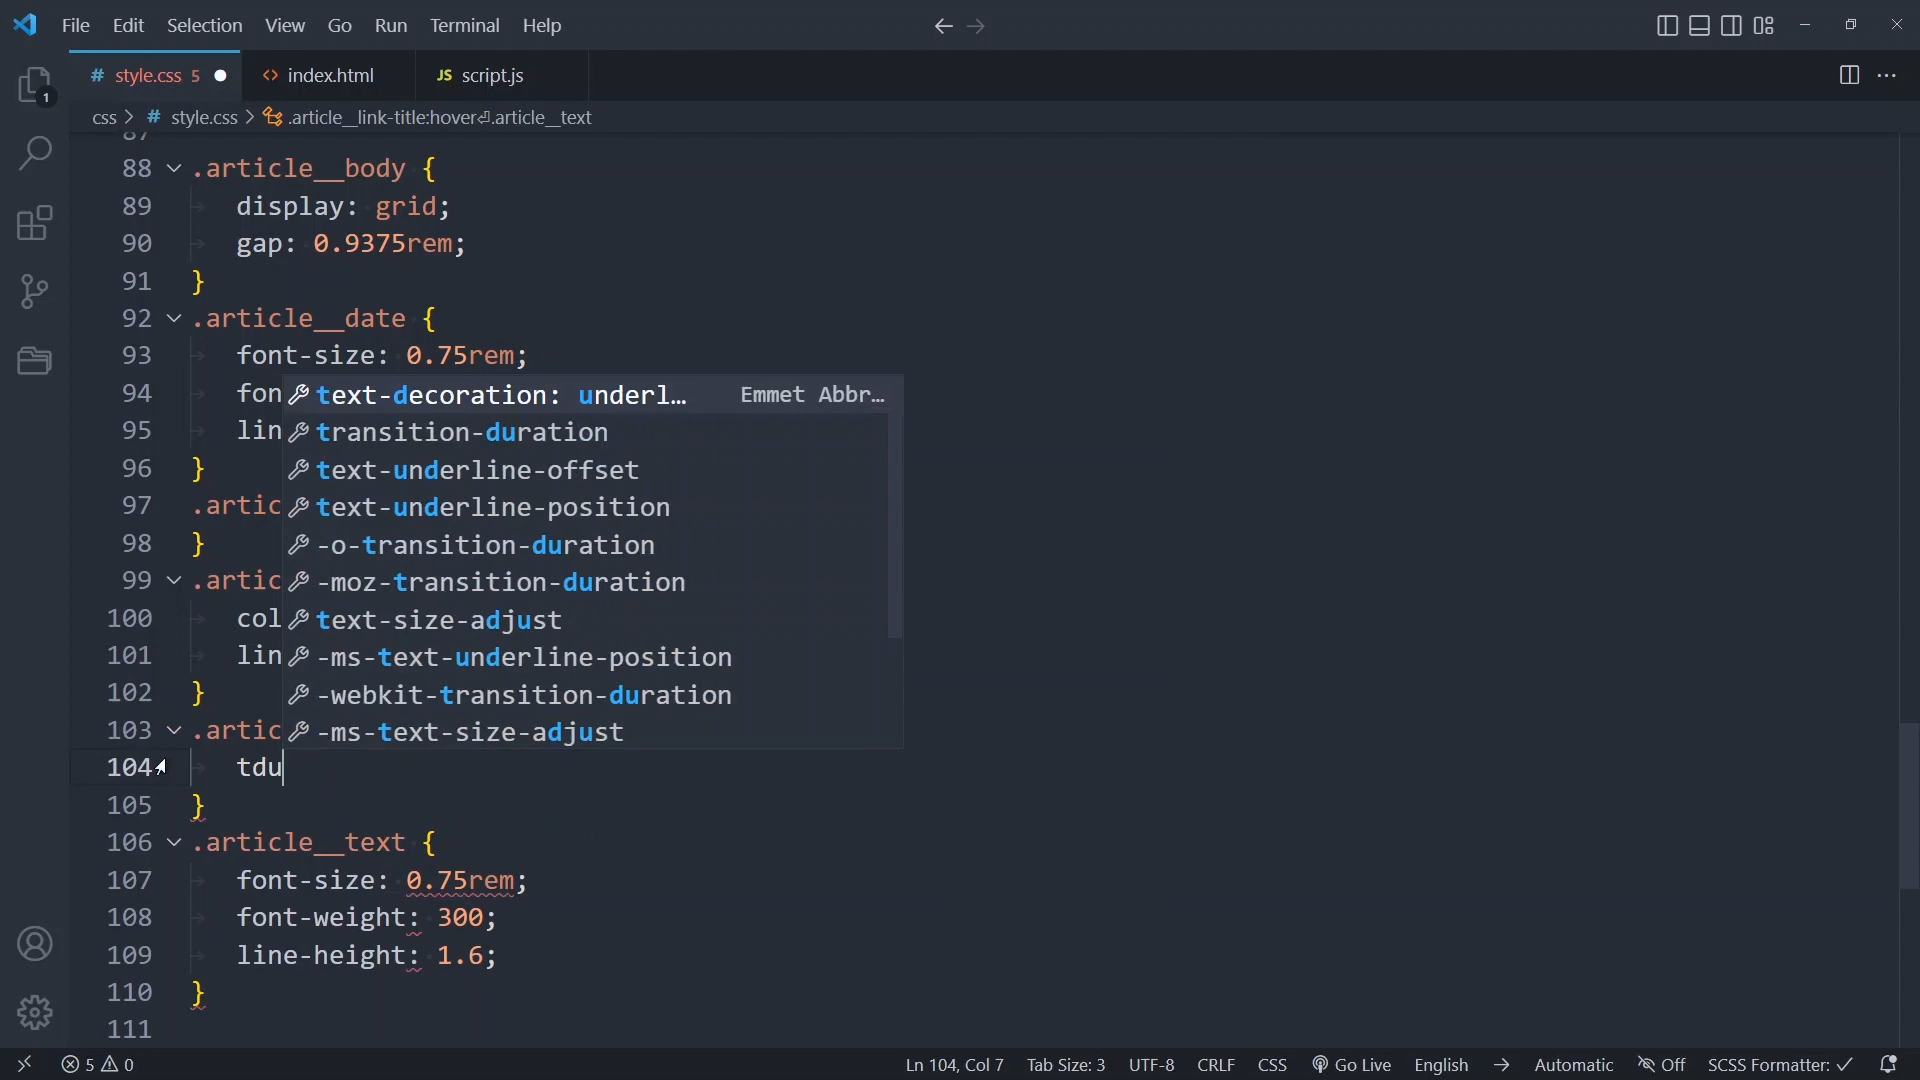 File Edit Selection View Go Run Terminal Help
# style.css 5 <> index.html JS script.js
1
css > # style.css > .article__link-title:hover⏎.article__text
87
88 .article__body {
89 display: grid;
90 gap: 0.9375rem;
91 }
92 .article__date {
93 font-size: 0.75rem;
94 fon
text-decoration: underl… Emmet Abbr…
95 lin
transition-duration
96 }
text-underline-offset
97 .artic
text-underline-position
98 }
-o-transition-duration
99 .artic
-moz-transition-duration
100 col
text-size-adjust
101 lin
-ms-text-underline-position
102 }
-webkit-transition-duration
103 .artic
-ms-text-size-adjust
104 tdu
105 }
106 .article__text {
107 font-size: 0.75rem;
108 font-weight: 300;
109 line-height: 1.6;
110 }
111
5 0 Ln 104, Col 7 Tab Size: 3 UTF-8 CRLF CSS Go Live English → Automatic Off SCSS Formatter: ✓